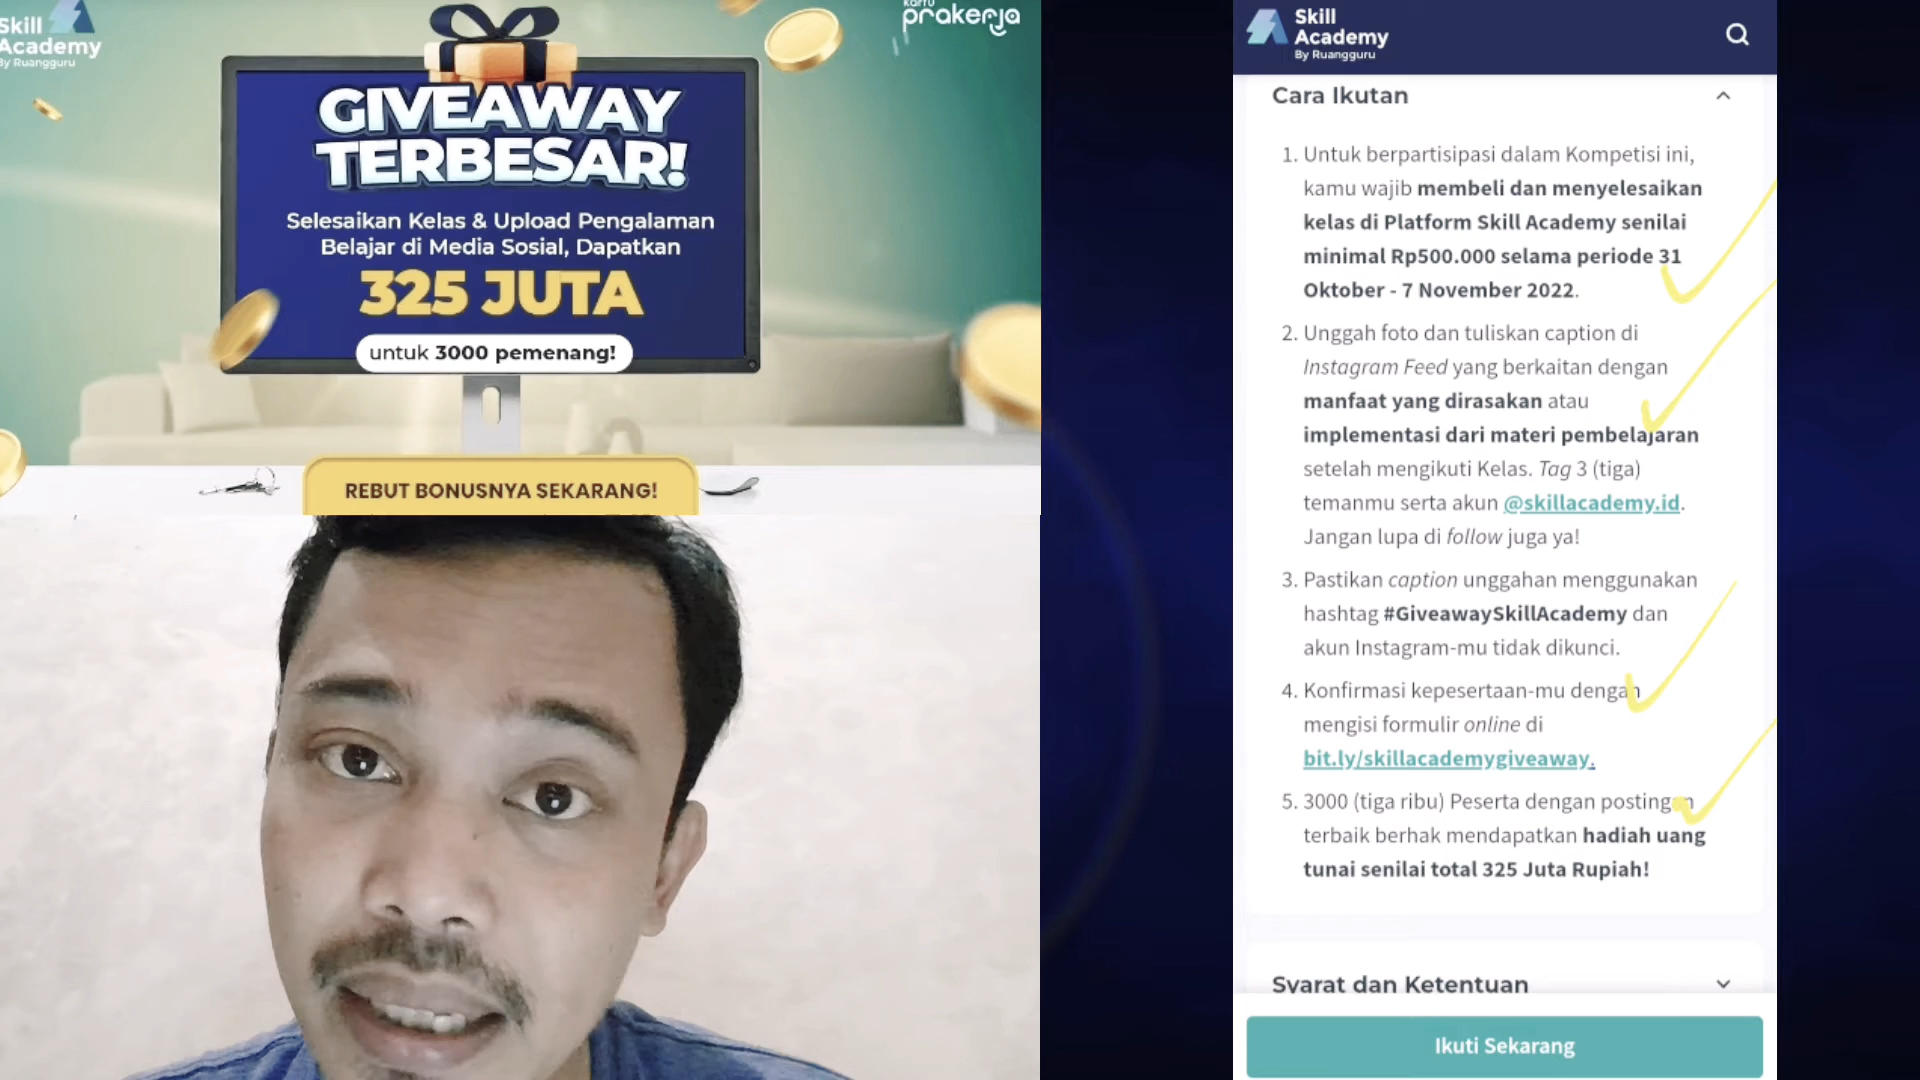 Skill
Academy
By Ruangguru
kartu
prakerja
GIVEAWAY
TERBESAR!
Selesaikan Kelas & Upload Pengalaman
Belajar di Media Sosial, Dapatkan
325 JUTA
untuk 3000 pemenang!
REBUT BONUSNYA SEKARANG!
Skill
Academy
By Ruangguru
Cara Ikutan
1. Untuk berpartisipasi dalam Kompetisi ini,
kamu wajib membeli dan menyelesaikan
kelas di Platform Skill Academy senilai
minimal Rp500.000 selama periode 31
Oktober - 7 November 2022.
2. Unggah foto dan tuliskan caption di
Instagram Feed yang berkaitan dengan
manfaat yang dirasakan atau
implementasi dari materi pembelajaran
setelah mengikuti Kelas. Tag 3 (tiga)
temanmu serta akun @skillacademy.id.
Jangan lupa di follow juga ya!
3. Pastikan caption unggahan menggunakan
hashtag #GiveawaySkillAcademy dan
akun Instagram-mu tidak dikunci.
4. Konfirmasi kepesertaan-mu dengan
mengisi formulir online di
bit.ly/skillacademygiveaway.
5. 3000 (tiga ribu) Peserta dengan postingan
terbaik berhak mendapatkan hadiah uang
tunai senilai total 325 Juta Rupiah!
Syarat dan Ketentuan
Ikuti Sekarang